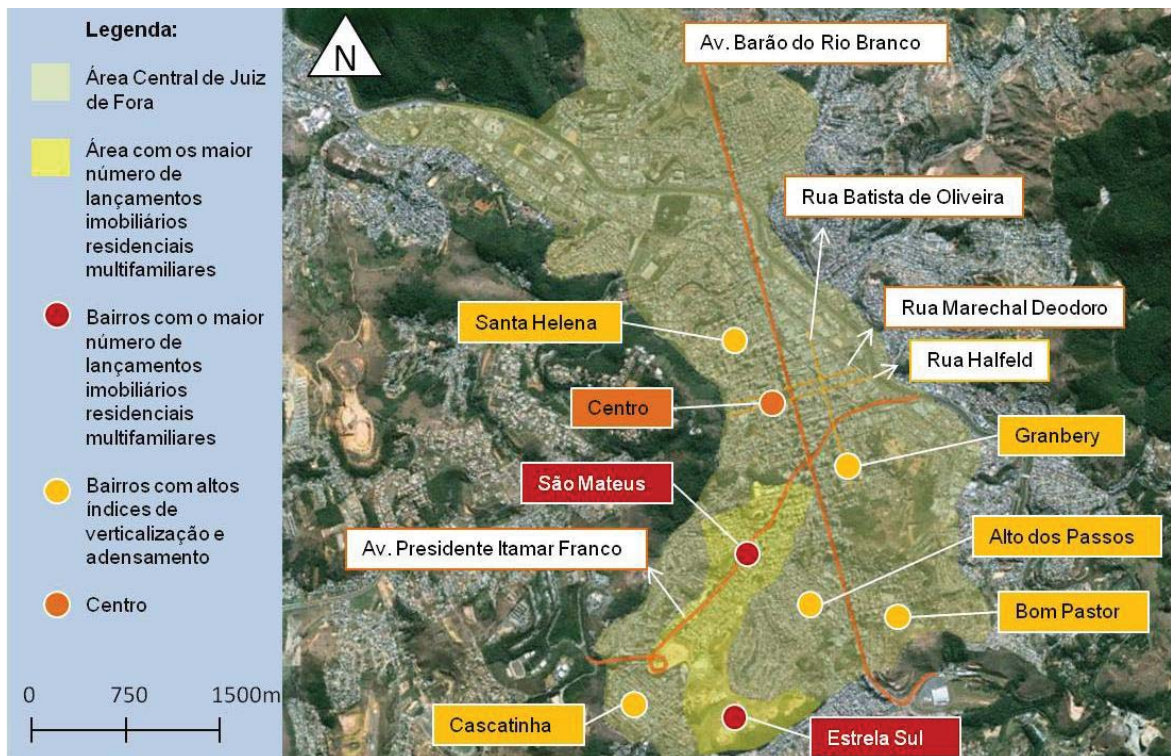 Legenda:
Área Central de Juiz
de Fora
Área com os maior
número de
lançamentos
imobiliários
residenciais
multifamiliares
Bairros com o maior
número de
lançamentos
imobiliários
residenciais
multifamiliares
Bairros com altos
índices de
verticalização e
adensamento
Centro
0 750 1500m
N
Av. Barão do Rio Branco
Rua Batista de Oliveira
Rua Marechal Deodoro
Santa Helena
Rua Halfeld
Centro
Granbery
São Mateus
Av. Presidente Itamar Franco
Alto dos Passos
Bom Pastor
Cascatinha
Estrela Sul